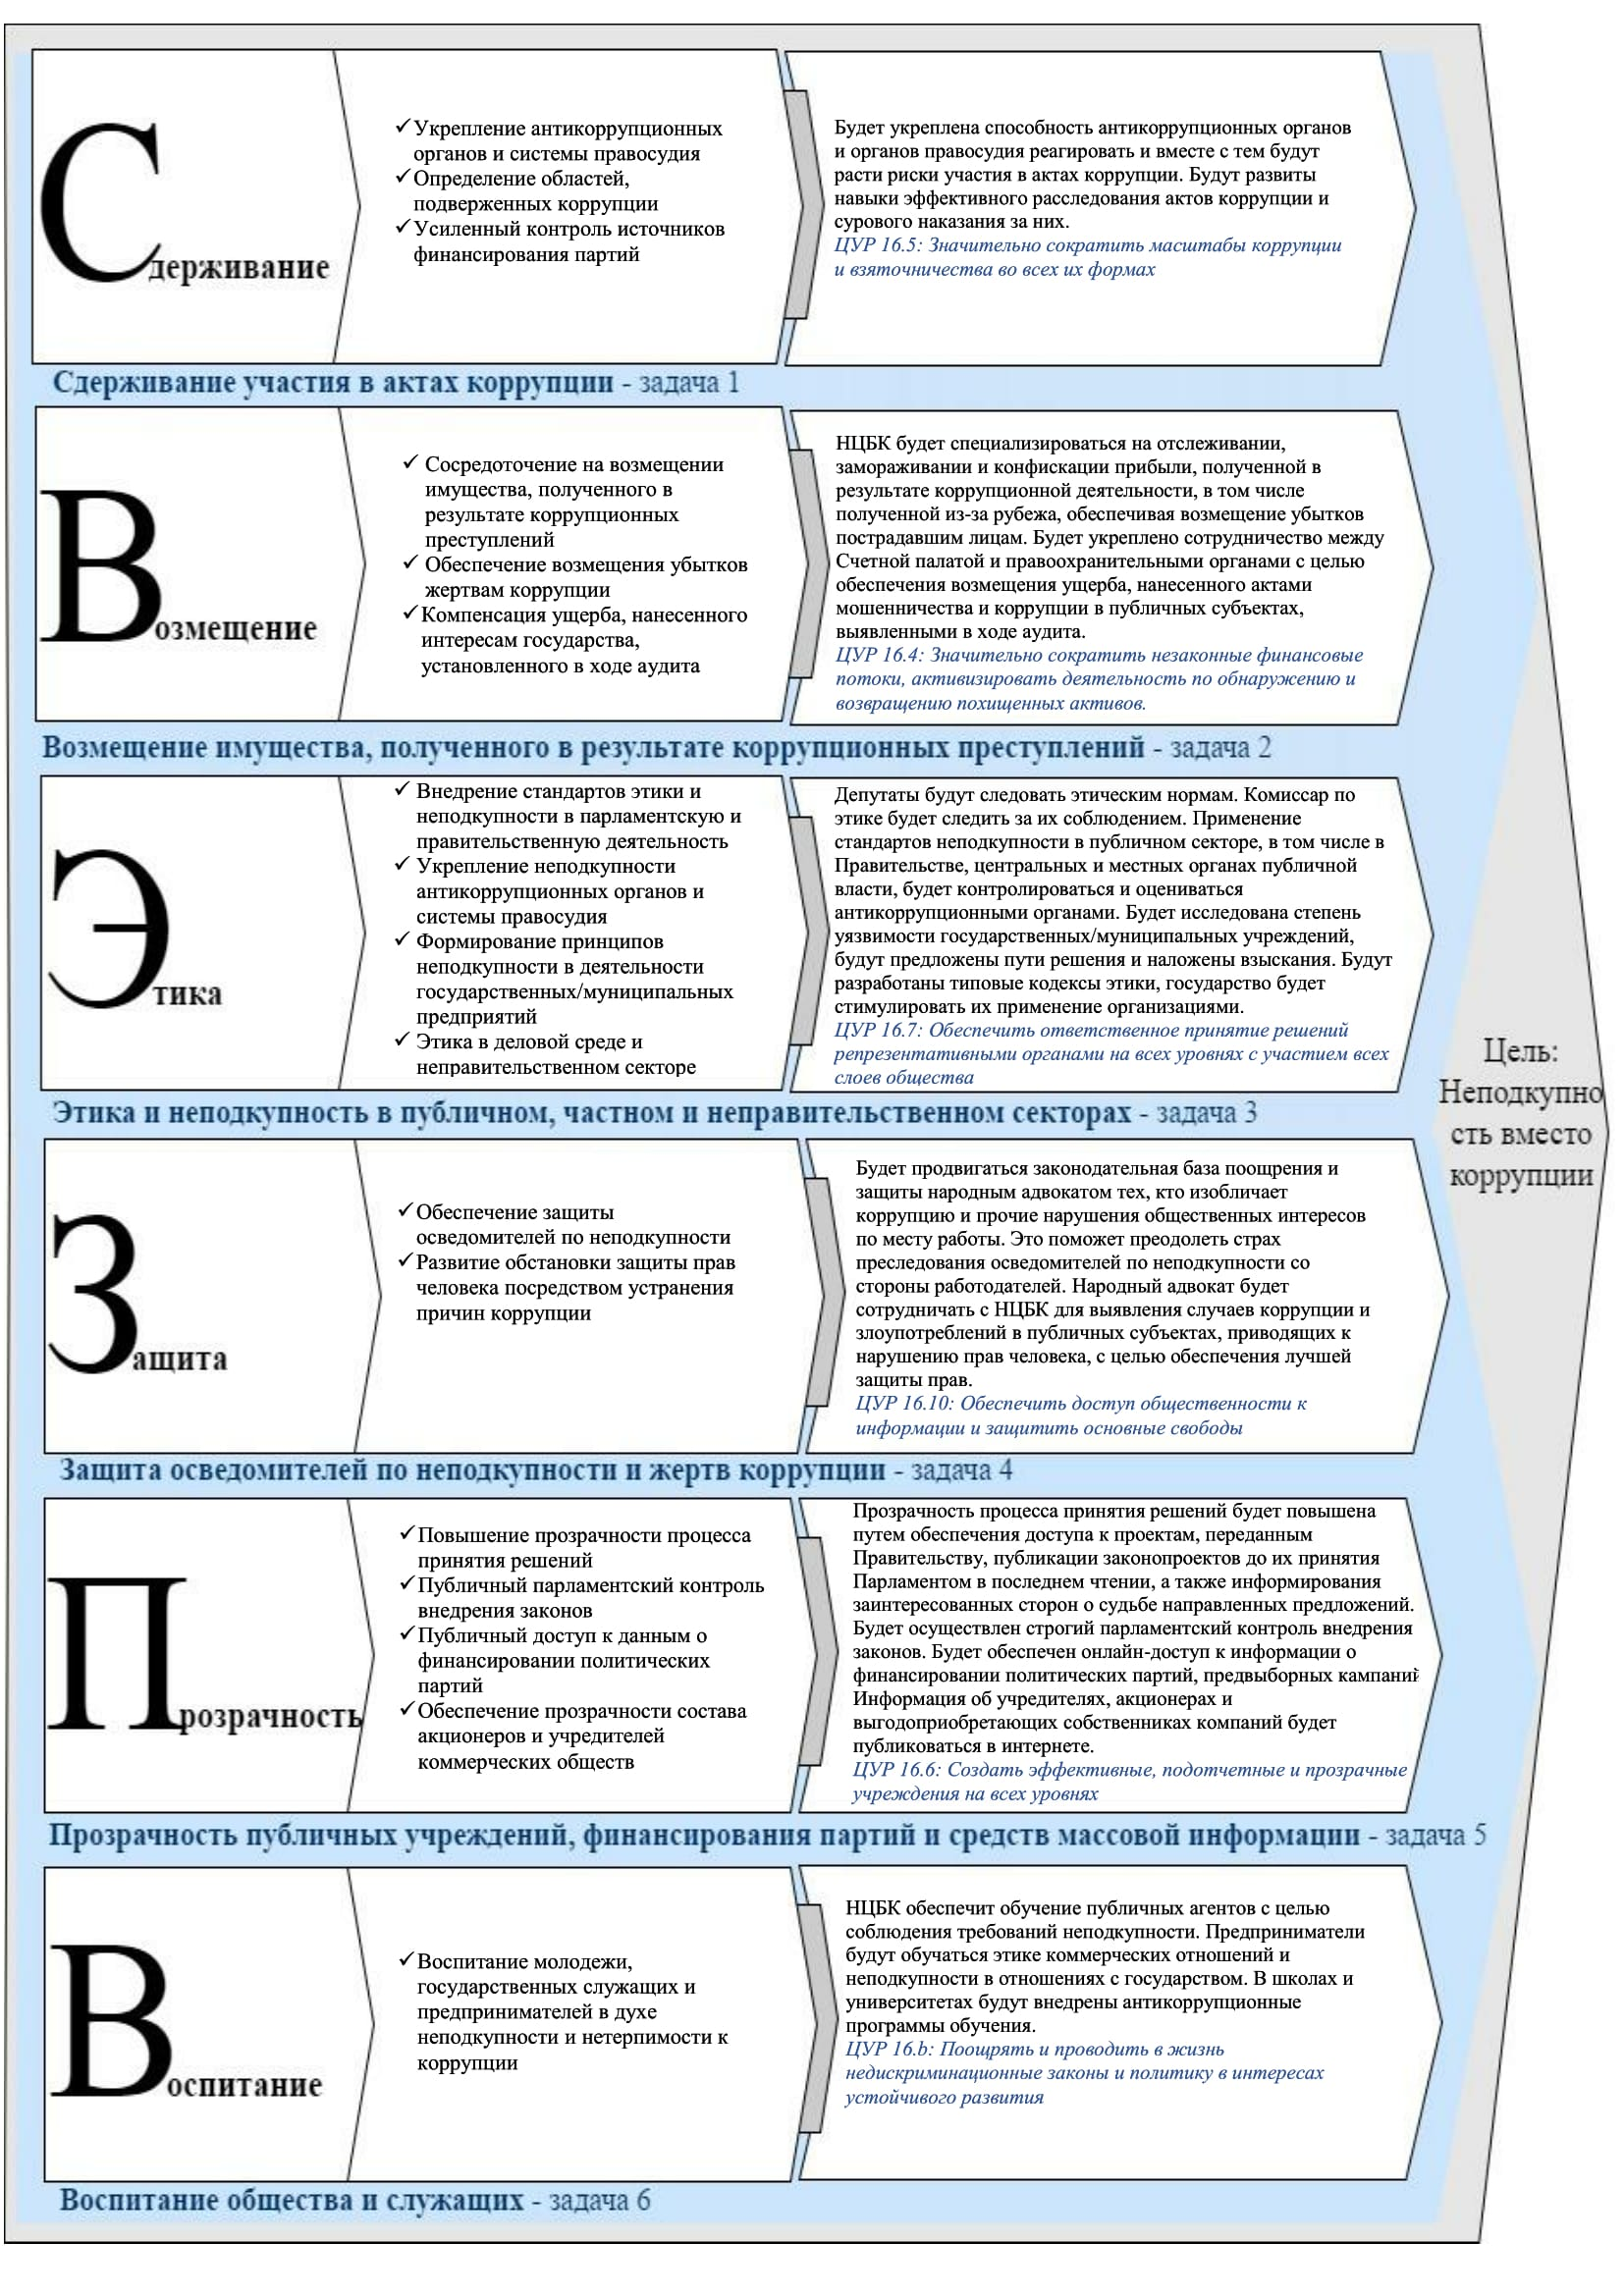 Сдерживание
✓Укрепление антикоррупционных
органов и системы правосудия
✓Определение областей,
подверженных коррупции
✓Усиленный контроль источников
финансирования партий
Будет укреплена способность антикоррупционных органов
и органов правосудия реагировать и вместе с тем будут
расти риски участия в актах коррупции. Будут развиты
навыки эффективного расследования актов коррупции и
сурового наказания за них.
ЦУР 16.5: Значительно сократить масштабы коррупции
и взяточничества во всех их формах
Сдерживание участия в актах коррупции - задача 1
Возмещение
✓ Сосредоточение на возмещении
имущества, полученного в
результате коррупционных
преступлений
✓ Обеспечение возмещения убытков
жертвам коррупции
✓Компенсация ущерба, нанесенного
интересам государства,
установленного в ходе аудита
НЦБК будет специализироваться на отслеживании,
замораживании и конфискации прибыли, полученной в
результате коррупционной деятельности, в том числе
полученной из-за рубежа, обеспечивая возмещение убытков
пострадавшим лицам. Будет укреплено сотрудничество между
Счетной палатой и правоохранительными органами с целью
обеспечения возмещения ущерба, нанесенного актами
мошенничества и коррупции в публичных субъектах,
выявленными в ходе аудита.
ЦУР 16.4: Значительно сократить незаконные финансовые
потоки, активизировать деятельность по обнаружению и
возвращению похищенных активов.
Возмещение имущества, полученного в результате коррупционных преступлений - задача 2
Этика
✓ Внедрение стандартов этики и
неподкупности в парламентскую и
правительственную деятельность
✓ Укрепление неподкупности
антикоррупционных органов и
системы правосудия
✓ Формирование принципов
неподкупности в деятельности
государственных/муниципальных
предприятий
✓ Этика в деловой среде и
неправительственном секторе
Депутаты будут следовать этическим нормам. Комиссар по
этике будет следить за их соблюдением. Применение
стандартов неподкупности в публичном секторе, в том числе в
Правительстве, центральных и местных органах публичной
власти, будет контролироваться и оцениваться
антикоррупционными органами. Будет исследована степень
уязвимости государственных/муниципальных учреждений,
будут предложены пути решения и наложены взыскания. Будут
разработаны типовые кодексы этики, государство будет
стимулировать их применение организациями.
ЦУР 16.7: Обеспечить ответственное принятие решений
репрезентативными органами на всех уровнях с участием всех
слоев общества
Этика и неподкупность в публичном, частном и неправительственном секторах - задача 3
Защита
✓Обеспечение защиты
осведомителей по неподкупности
✓Развитие обстановки защиты прав
человека посредством устранения
причин коррупции
Будет продвигаться законодательная база поощрения и
защиты народным адвокатом тех, кто изобличает
коррупцию и прочие нарушения общественных интересов
по месту работы. Это поможет преодолеть страх
преследования осведомителей по неподкупности со
стороны работодателей. Народный адвокат будет
сотрудничать с НЦБК для выявления случаев коррупции и
злоупотреблений в публичных субъектах, приводящих к
нарушению прав человека, с целью обеспечения лучшей
защиты прав.
ЦУР 16.10: Обеспечить доступ общественности к
информации и защитить основные свободы
Защита осведомителей по неподкупности и жертв коррупции - задача 4
Прозрачность
✓Повышение прозрачности процесса
принятия решений
✓Публичный парламентский контроль
внедрения законов
✓Публичный доступ к данным о
финансировании политических
партий
✓Обеспечение прозрачности состава
акционеров и учредителей
коммерческих обществ
Прозрачность процесса принятия решений будет повышена
путем обеспечения доступа к проектам, переданным
Правительству, публикации законопроектов до их принятия
Парламентом в последнем чтении, а также информирования
заинтересованных сторон о судьбе направленных предложений.
Будет осуществлен строгий парламентский контроль внедрения
законов. Будет обеспечен онлайн-доступ к информации о
финансировании политических партий, предвыборных кампаний
Информация об учредителях, акционерах и
выгодоприобретающих собственниках компаний будет
публиковаться в интернете.
ЦУР 16.6: Создать эффективные, подотчетные и прозрачные
учреждения на всех уровнях
Прозрачность публичных учреждений, финансирования партий и средств массовой информации - задача 5
Воспитание
✓Воспитание молодежи,
государственных служащих и
предпринимателей в духе
неподкупности и нетерпимости к
коррупции
НЦБК обеспечит обучение публичных агентов с целью
соблюдения требований неподкупности. Предприниматели
будут обучаться этике коммерческих отношений и
неподкупности в отношениях с государством. В школах и
университетах будут внедрены антикоррупционные
программы обучения.
ЦУР 16.b: Поощрять и проводить в жизнь
недискриминационные законы и политику в интересах
устойчивого развития
Воспитание общества и служащих - задача 6
Цель:
Неподкупно
сть вместо
коррупции